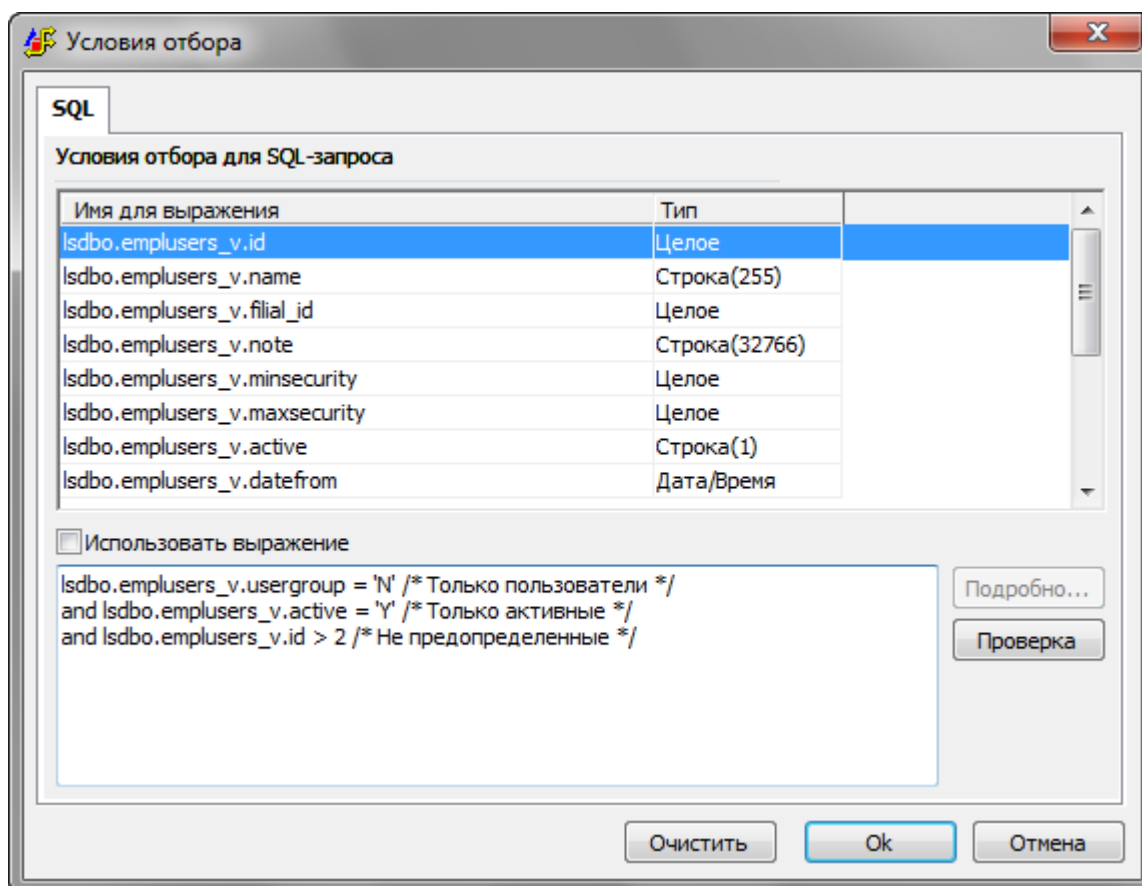 Условия отбора
SQL
Условия отбора для SQL-запроса
Имя для выражения Тип
lsdbo.emplusers_v.id Целое
lsdbo.emplusers_v.name Строка(255)
lsdbo.emplusers_v.filial_id Целое
lsdbo.emplusers_v.note Строка(32766)
lsdbo.emplusers_v.minsecurity Целое
lsdbo.emplusers_v.maxsecurity Целое
lsdbo.emplusers_v.active Строка(1)
lsdbo.emplusers_v.datefrom Дата/Время
Использовать выражение
lsdbo.emplusers_v.usergroup = 'N' /* Только пользователи */
and lsdbo.emplusers_v.active = 'Y' /* Только активные */
and lsdbo.emplusers_v.id > 2 /* Не предопределенные */
Подробно...
Проверка
Очистить Ok Отмена